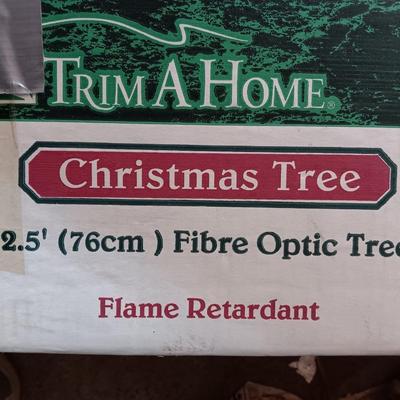 TRIM A HOME®
Christmas Tree
2.5' (76cm ) Fibre Optic Tree
Flame Retardant